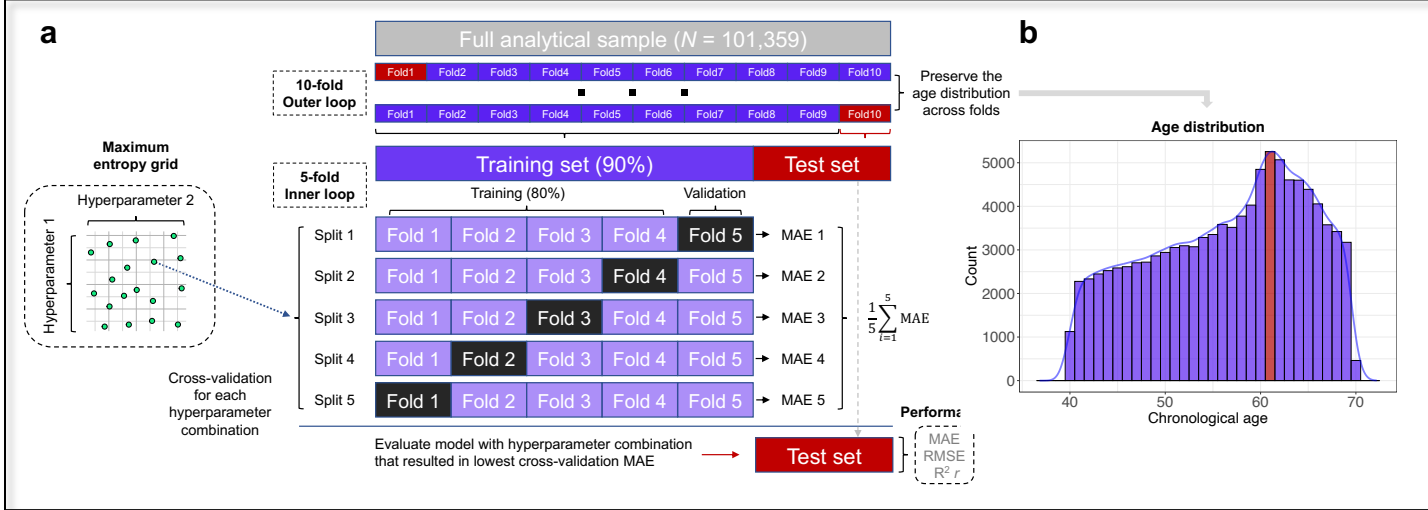 a
Full analytical sample (N = 101,359)
10-fold
Outer loop
Fold1 Fold2 Fold3 Fold4 Fold5 Fold6 Fold7 Fold8 Fold9 Fold10
Fold1 Fold2 Fold3 Fold4 Fold5 Fold6 Fold7 Fold8 Fold9 Fold10
Preserve the
age distribution
across folds
Training set (90%) Test set
5-fold
Inner loop
Training (80%) Validation
Maximum
entropy grid
Hyperparameter 2
Hyperparameter 1
Split 1 Fold 1 Fold 2 Fold 3 Fold 4 Fold 5 MAE 1
Split 2 Fold 1 Fold 2 Fold 3 Fold 4 Fold 5 MAE 2
Split 3 Fold 1 Fold 2 Fold 3 Fold 4 Fold 5 MAE 3
Split 4 Fold 1 Fold 2 Fold 3 Fold 4 Fold 5 MAE 4
Split 5 Fold 1 Fold 2 Fold 3 Fold 4 Fold 5 MAE 5
1/5 5∑i=1 MAE
Cross-validation
for each
hyperparameter
combination
Evaluate model with hyperparameter combination
that resulted in lowest cross-validation MAE
Test set
MAE
RMSE
R² r
b
Age distribution
Count
5000
4000
3000
2000
1000
0
40 50 60 70
Chronological age